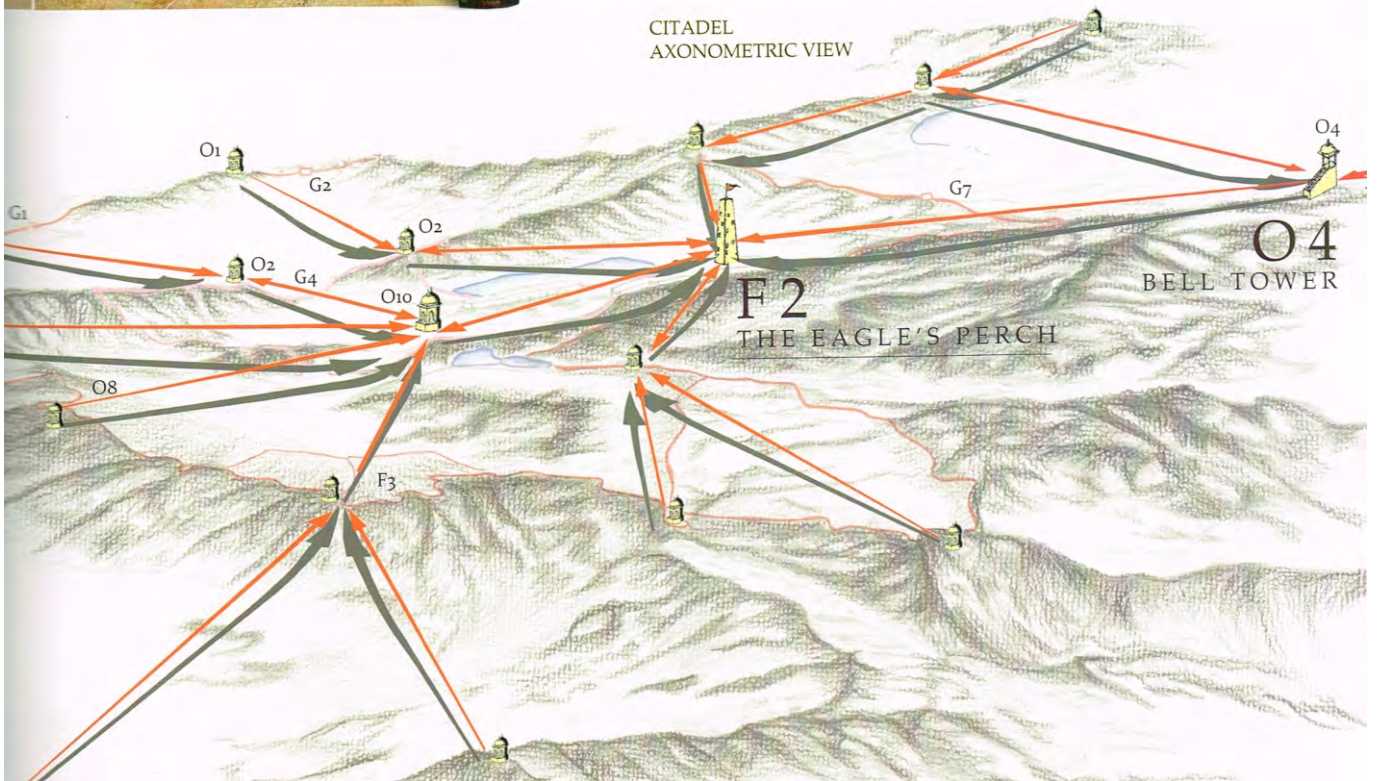 CITADEL
AXONOMETRIC VIEW
O4
O1
G2
G7
G1
O2
O2
G4
O10
O4
BELL TOWER
F2
THE EAGLE'S PERCH
O8
F3